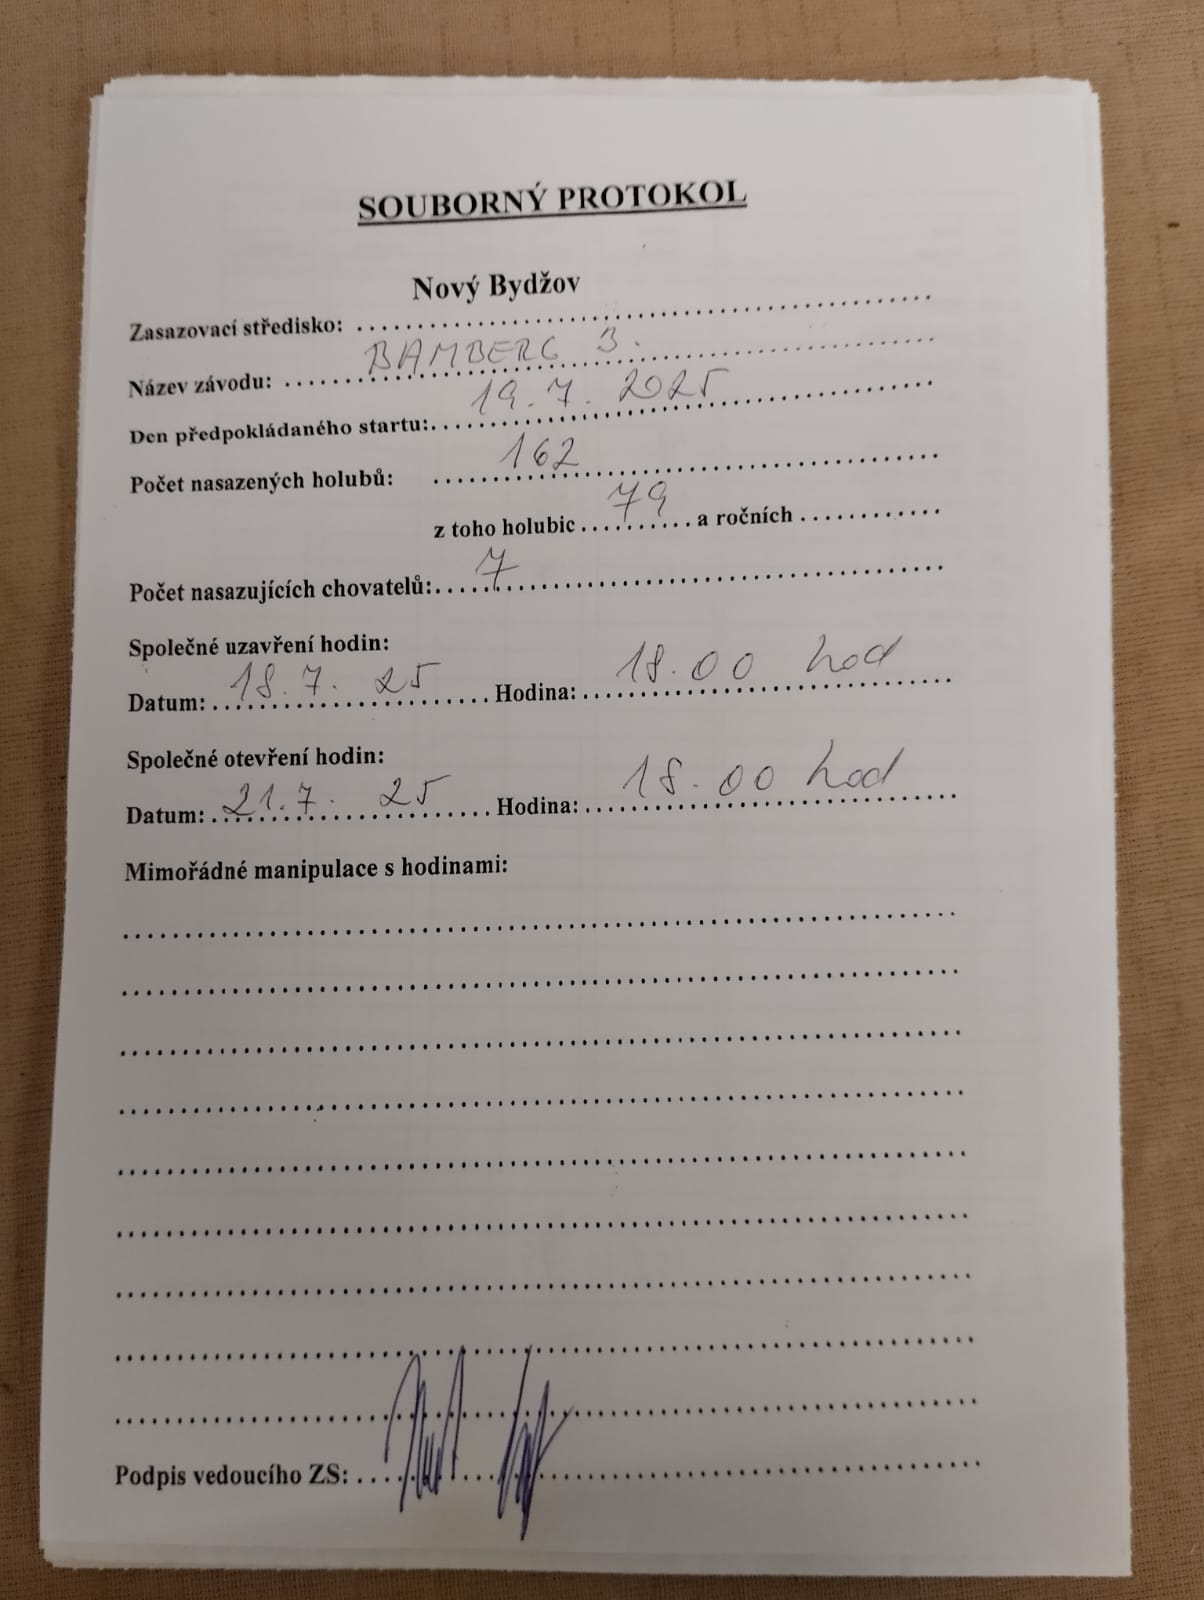 SOUBORNÝ PROTOKOL
Nový Bydžov
Zasazovací středisko:
Název závodu: BAMBERG 3.
Den předpokládaného startu: 19.7.2025
Počet nasazených holubů: 162
z toho holubic 79 a ročních
Počet nasazujících chovatelů: 7
Společné uzavření hodin:
Datum: 18.7. 25 Hodina: 18.00 hod
Společné otevření hodin:
Datum: 21.7. 25 Hodina: 18.00 hod
Mimořádné manipulace s hodinami:
Podpis vedoucího ZS: